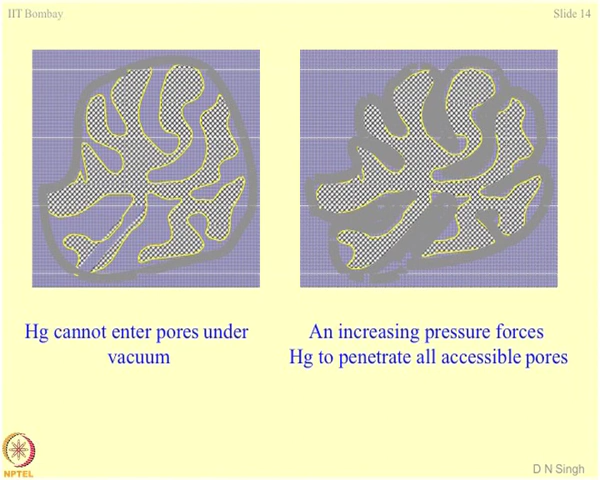 IIT Bombay
Slide 14
Hg cannot enter pores under
vacuum
An increasing pressure forces
Hg to penetrate all accessible pores
NPTEL
D N Singh